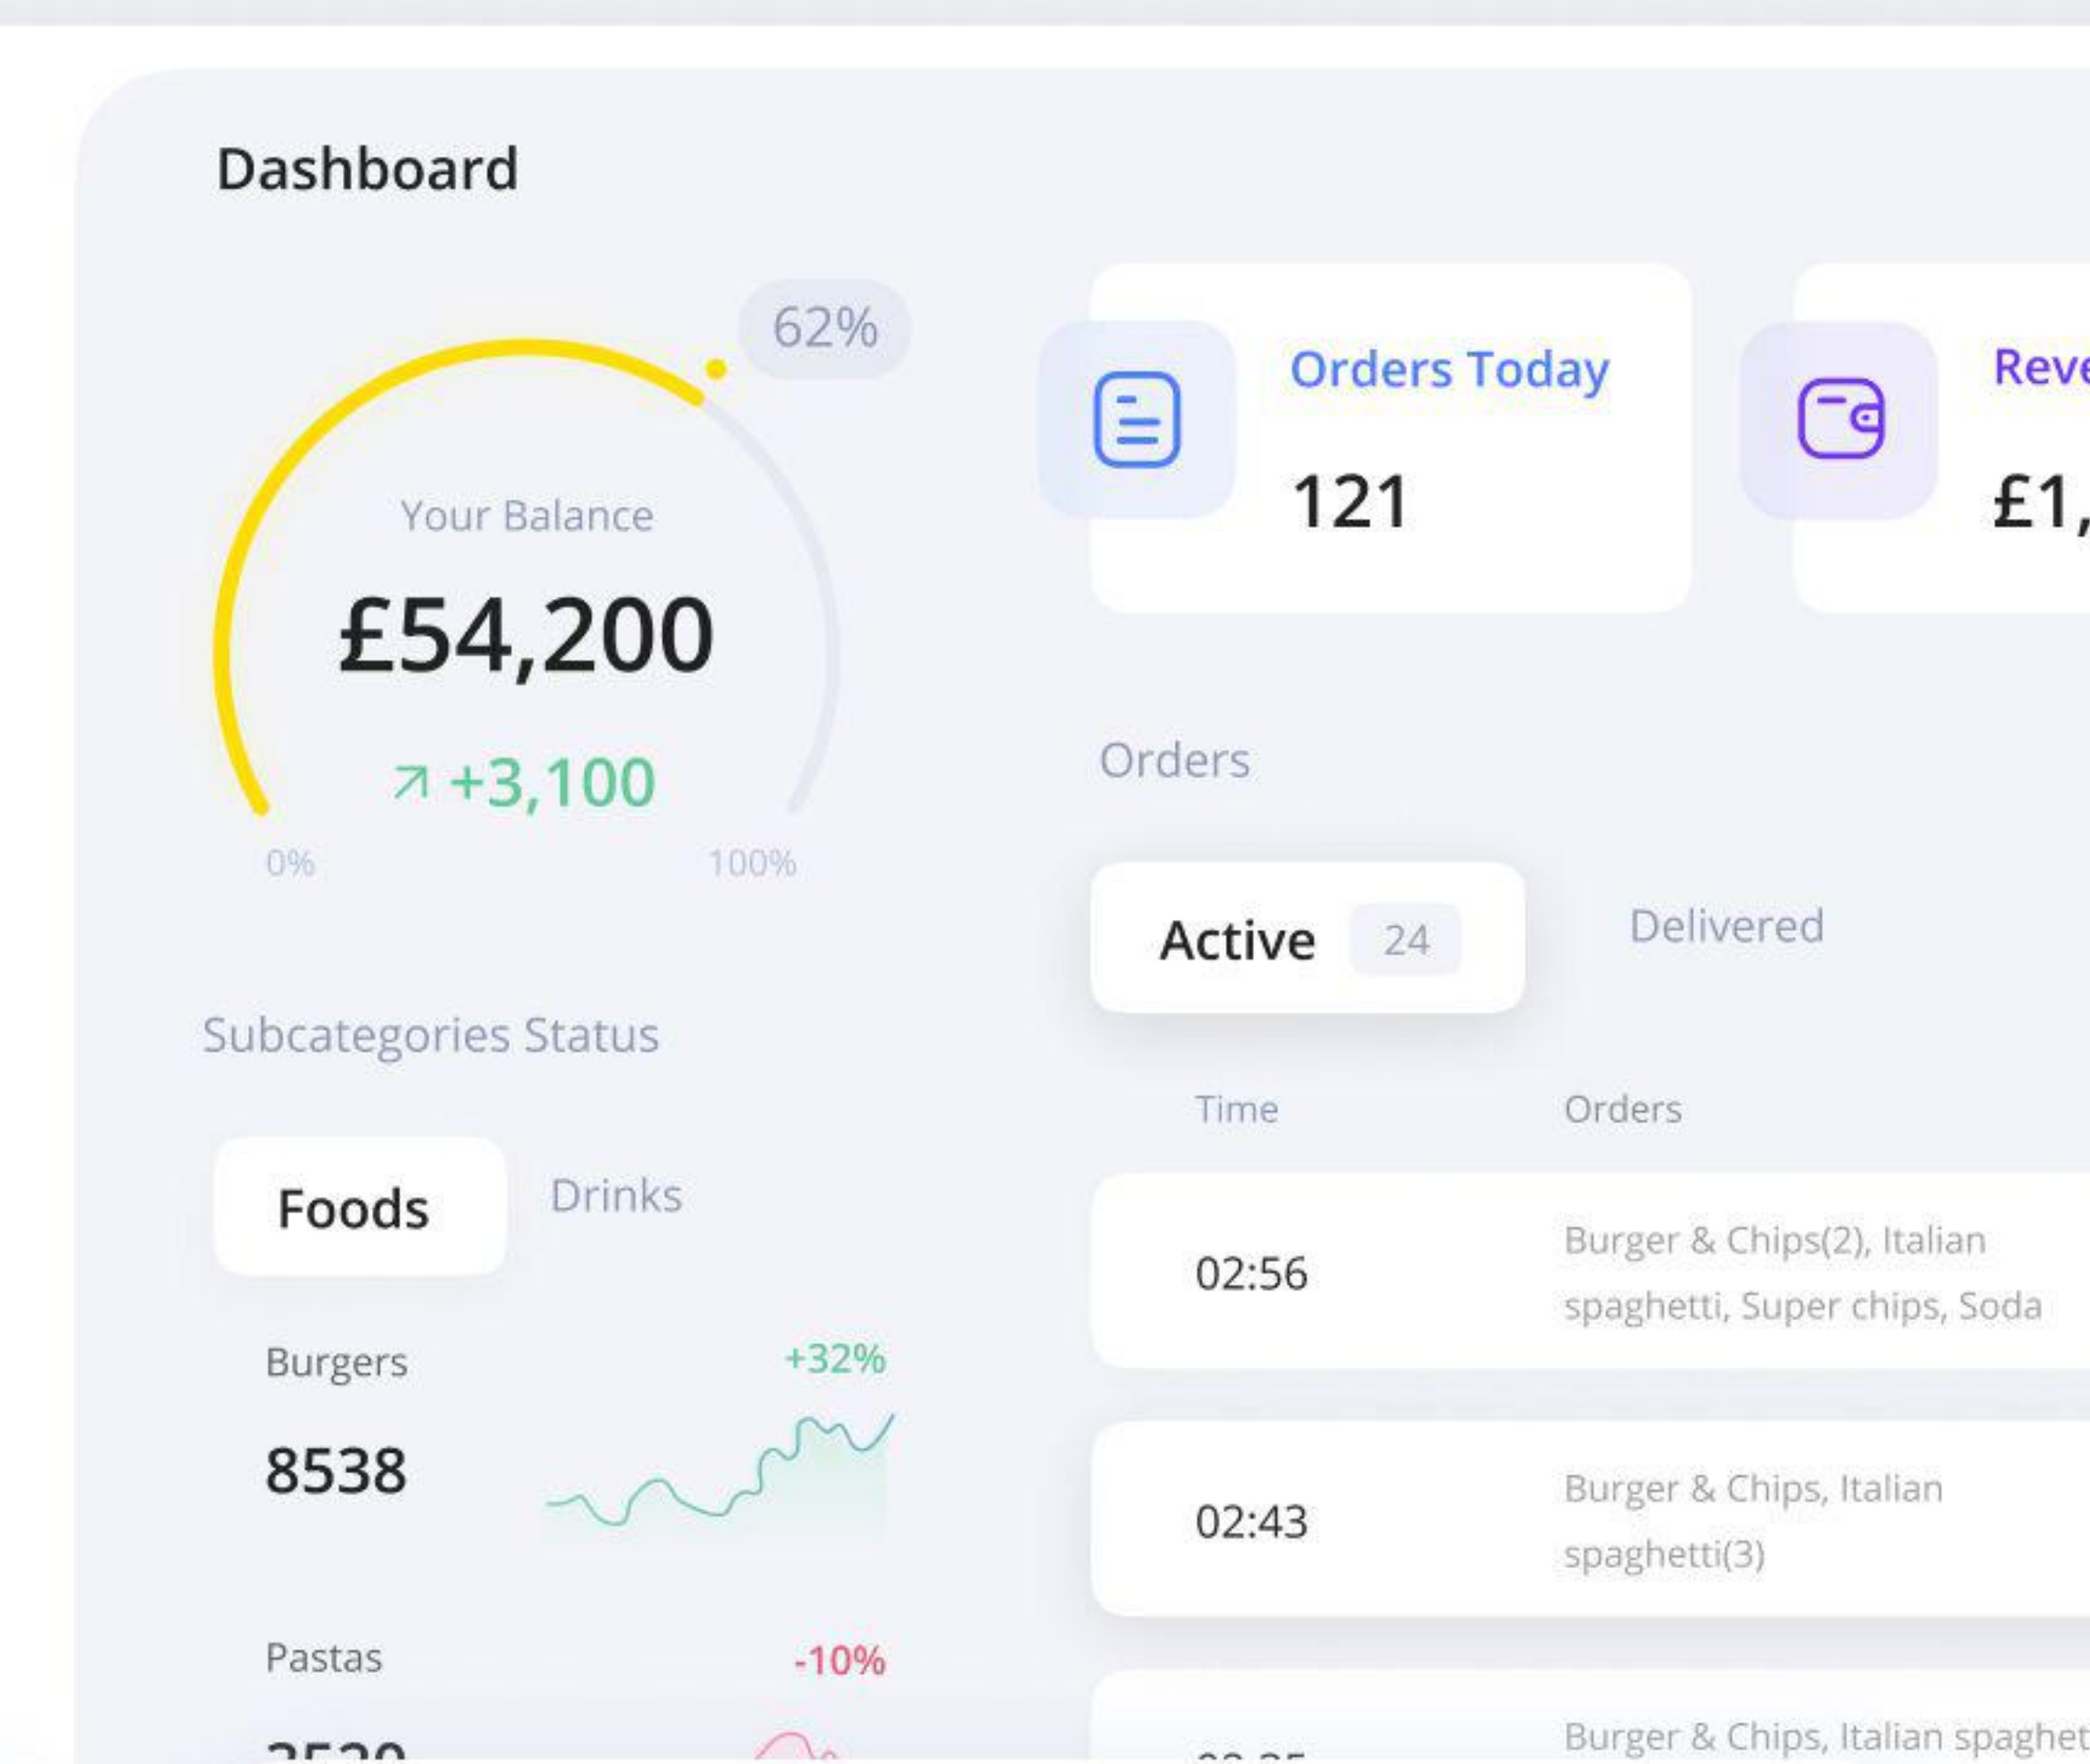 Dashboard
62%
Your Balance
£54,200
+3,100
0%
100%
Orders Today
121
£1,
Orders
Active 24
Delivered
Subcategories Status
Foods
Drinks
Burgers
+32%
8538
Pastas
-10%
Time
Orders
02:56
Burger & Chips(2), Italian
spaghetti, Super chips, Soda
02:43
Burger & Chips, Italian
spaghetti(3)
Burger & Chips, Italian